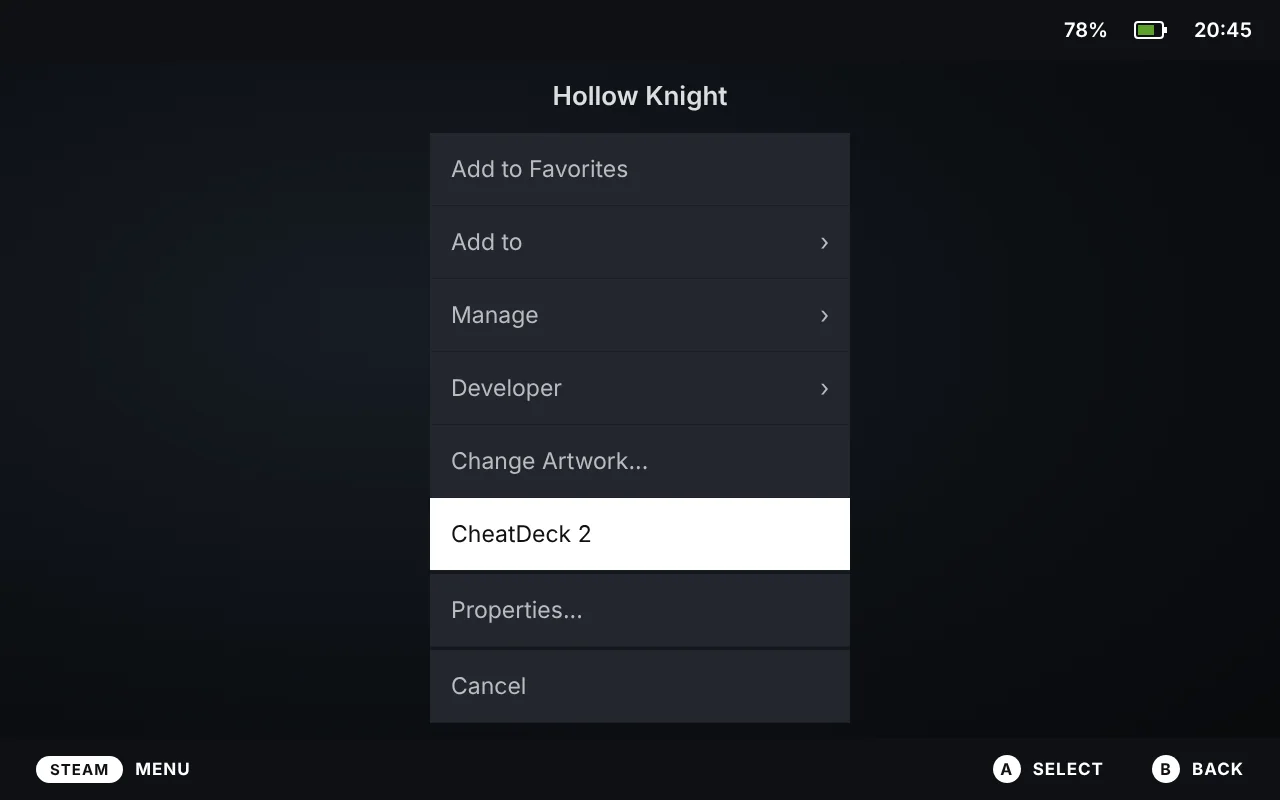 78% 20:45
Hollow Knight
Add to Favorites
Add to ›
Manage ›
Developer ›
Change Artwork...
CheatDeck 2
Properties...
Cancel
STEAM MENU A SELECT B BACK